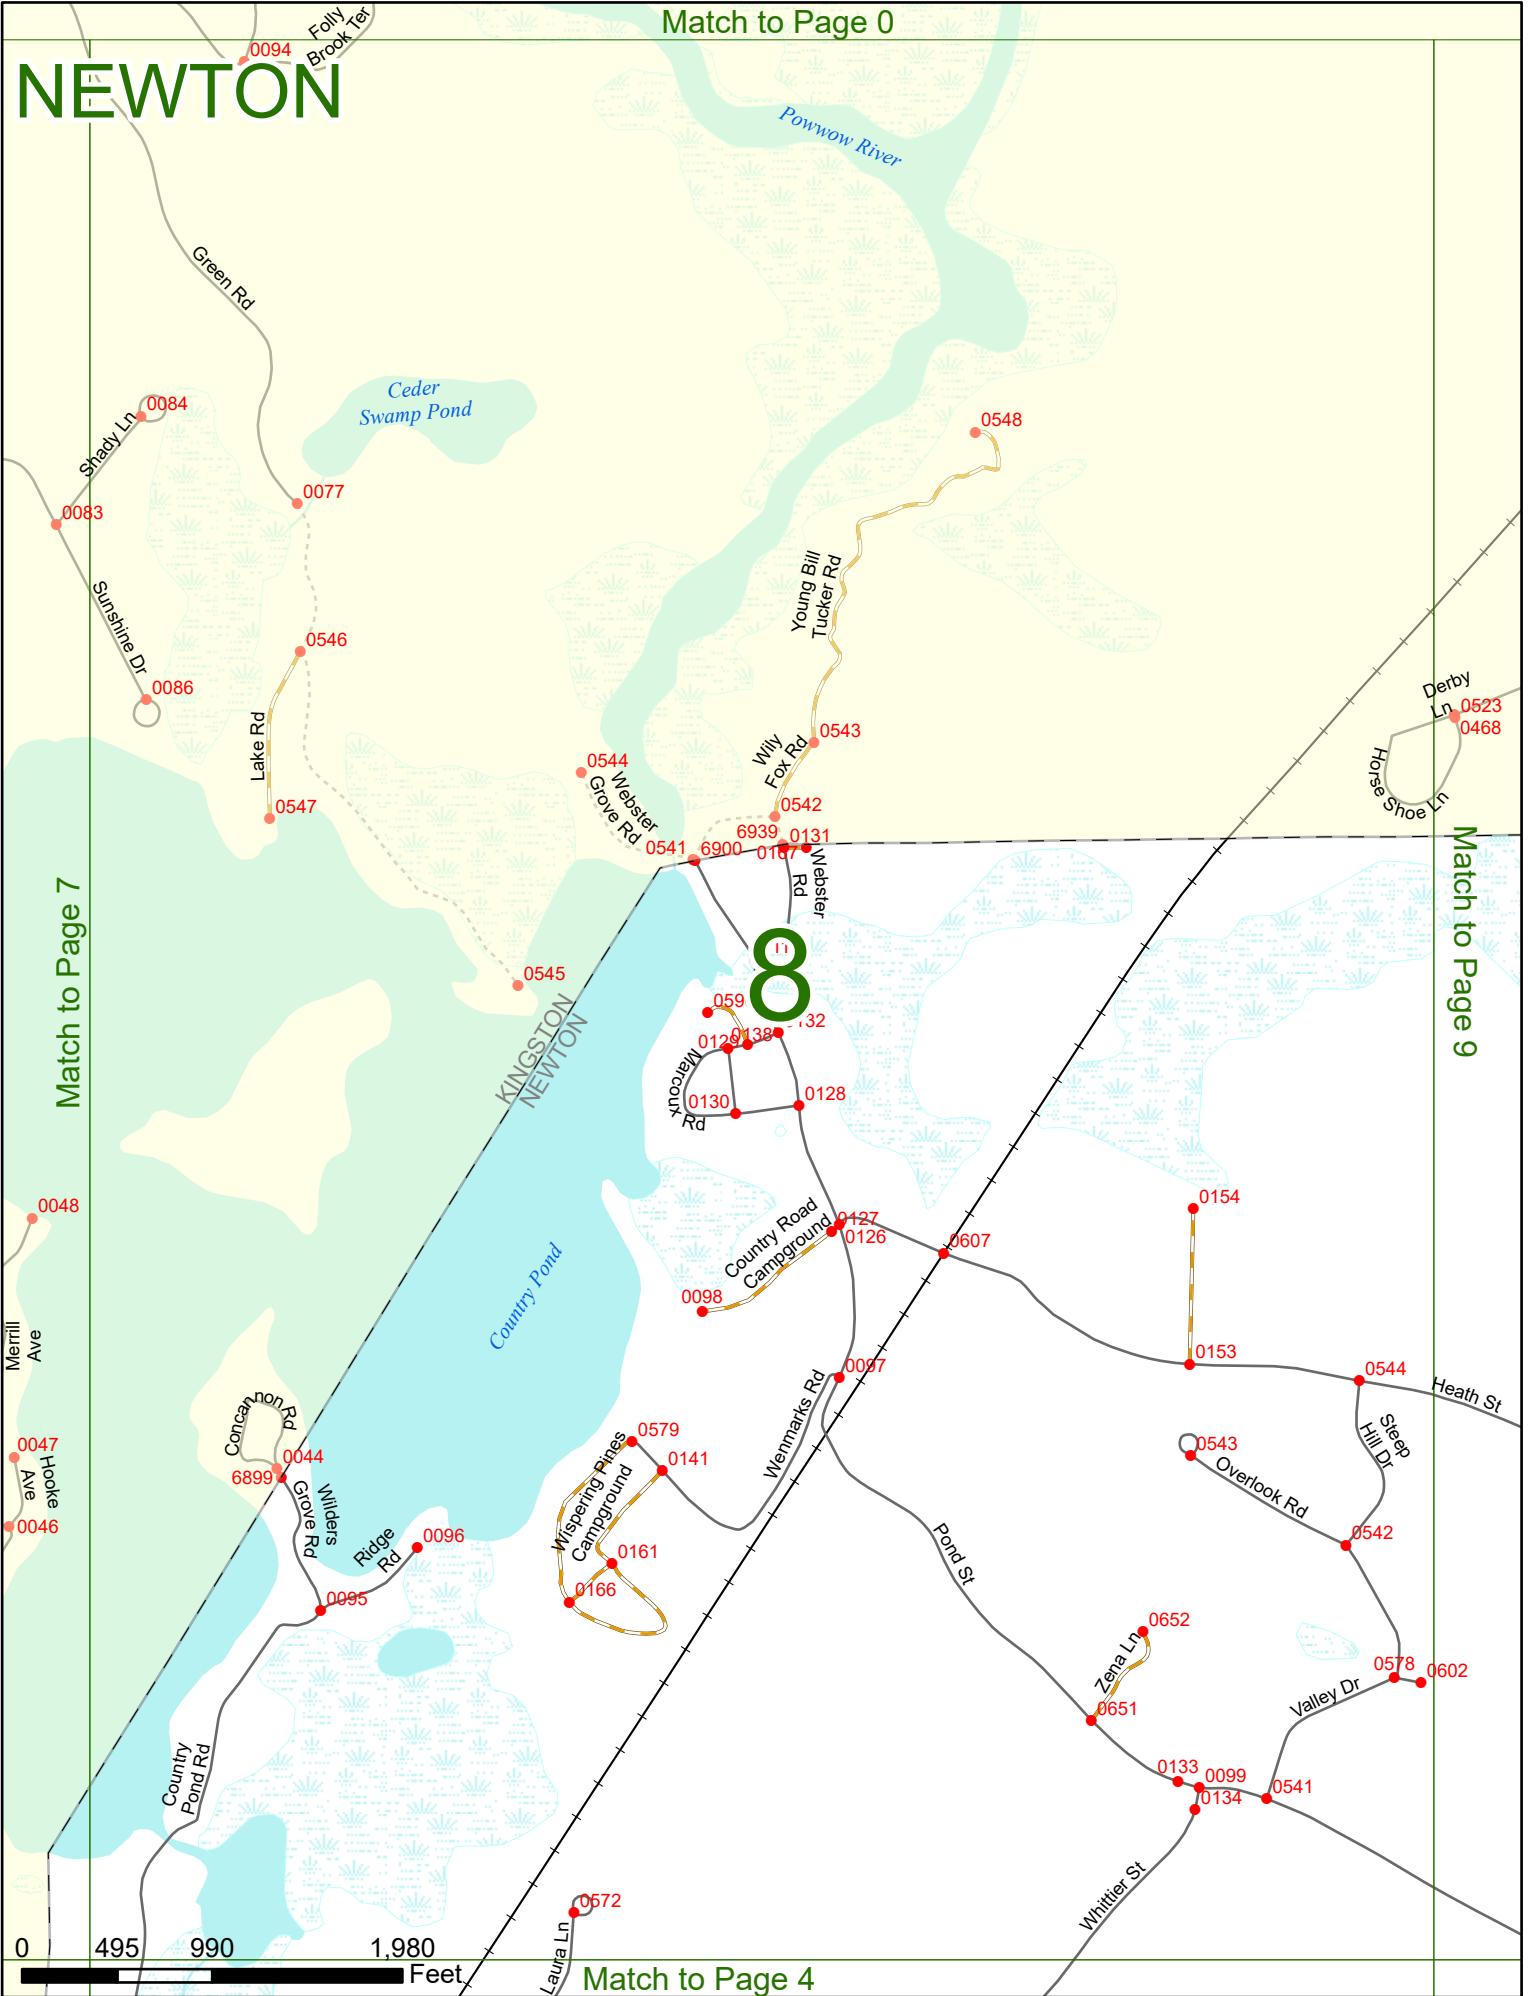 Match to Page 0
Folly
Brook Ter
0094
NEWTON
Powwow River
Green Rd
Ceder
Swamp Pond
0084
Shady Ln
0548
0077
0083
Young Bill
Tucker Rd
Sunshine Dr
0546
0086
Derby
Ln
0523
0468
Lake Rd
0543
Wily
Fox Rd
0544
Webster
Grove Rd
Horse Shoe Ln
0547
0542
6939
0131
0541
6900
0167
Webster
Rd
Match to Page 7
Match to Page 9
8
0545
KINGSTON
NEWTON
059
0132
0138
0129
Marcoux Rd
0130
0128
0048
0154
Country Road
Campground
0127
0126
0607
Country Pond
0098
Merrill
Ave
0153
0097
0544
Heath St
Wenmarks Rd
Concannon Rd
Steep
Hill Dr
0579
0543
0047
0044
0141
6899
Hooke
Ave
Overlook Rd
Wispering Pines
Campground
Wilders
Grove Rd
0046
Ridge
Rd
0096
0542
Pond St
0161
0166
0095
0652
Zena Ln
0578
0602
Valley Dr
0651
Country
Pond Rd
0133
0099
0541
0134
Whittier St
0572
Laura Ln
0 495 990 1,980
Feet
Match to Page 4